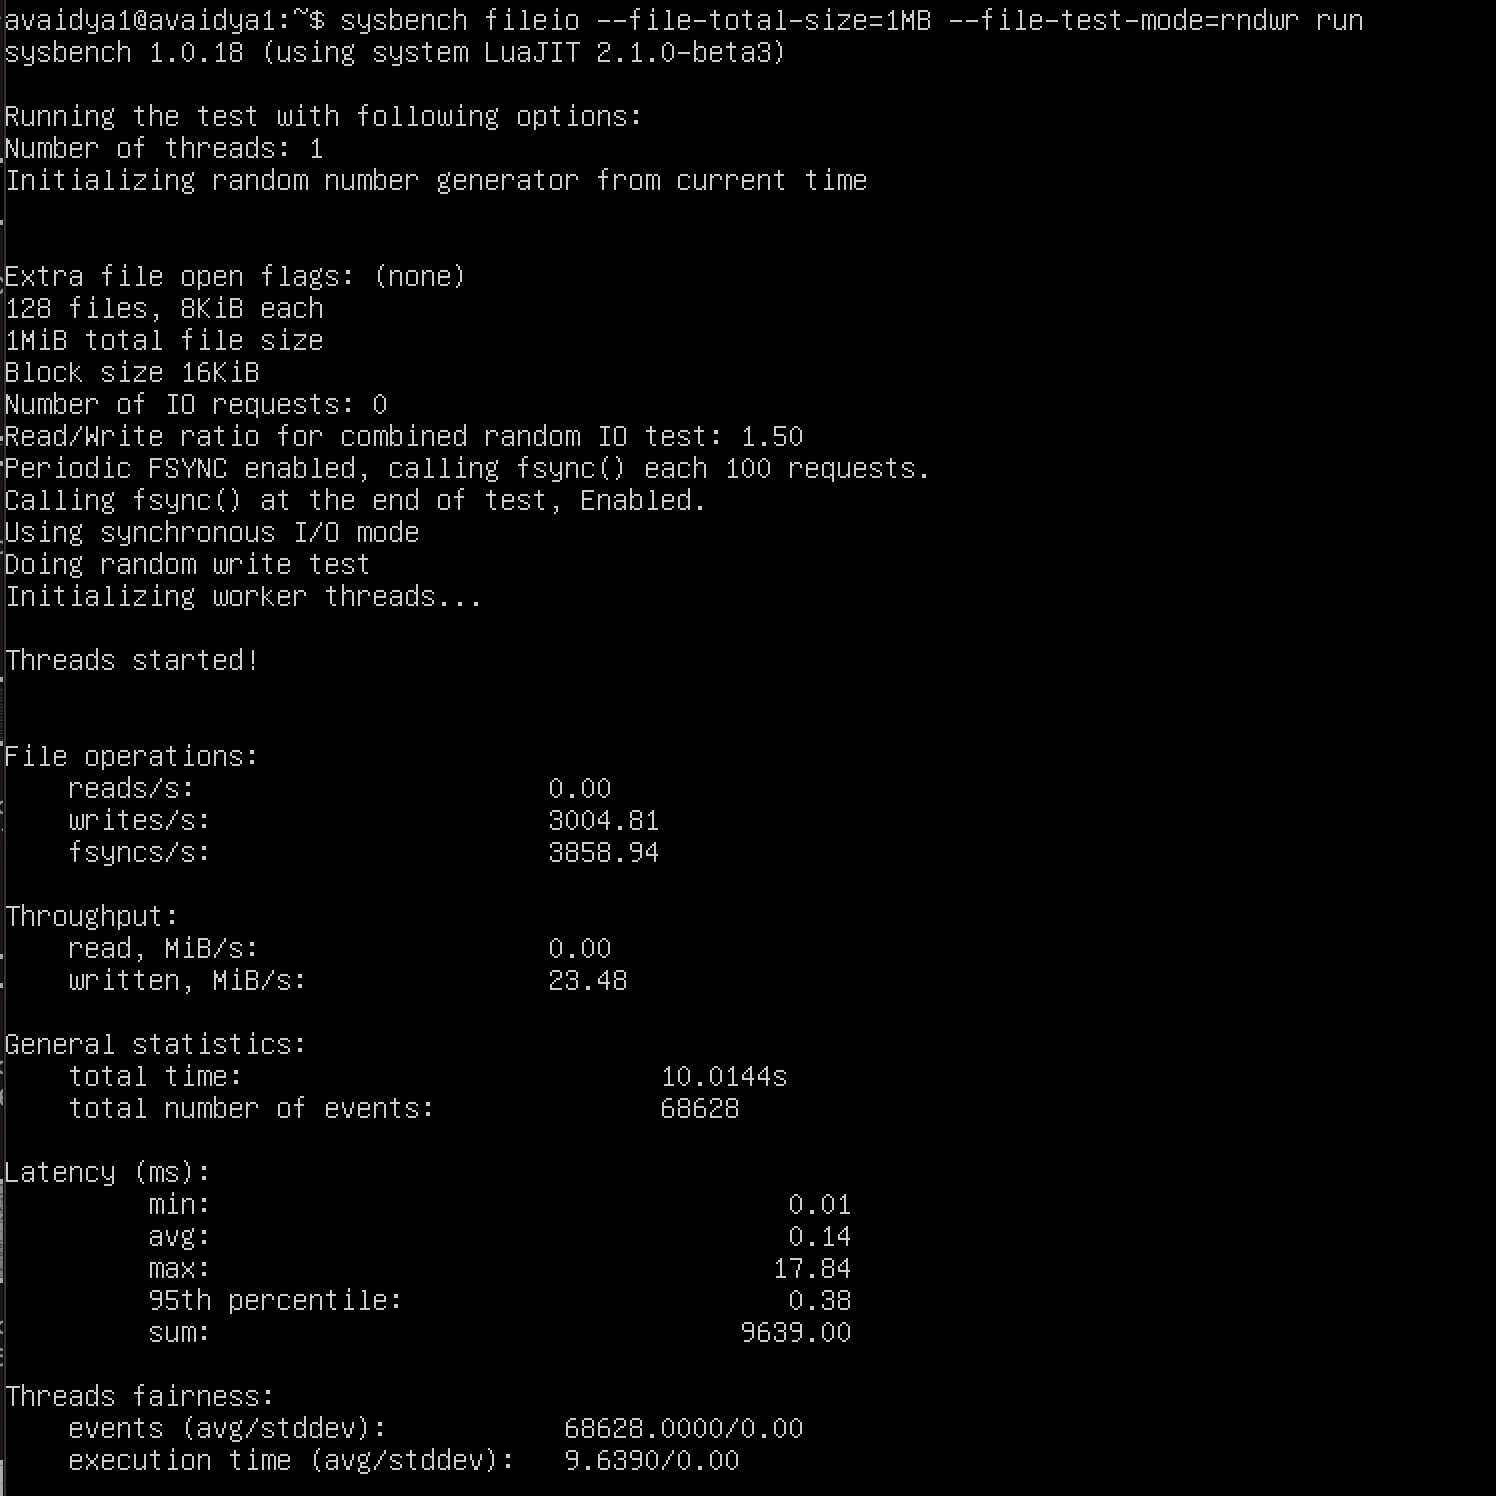 avaidya1@avaidya1:~$ sysbench fileio --file-total-size=1MB --file-test-mode=rndwr run
sysbench 1.0.18 (using system LuaJIT 2.1.0-beta3)
Running the test with following options:
Number of threads: 1
Initializing random number generator from current time
Extra file open flags: (none)
128 files, 8KiB each
1MiB total file size
Block size 16KiB
Number of IO requests: 0
Read/Write ratio for combined random IO test: 1.50
Periodic FSYNC enabled, calling fsync() each 100 requests.
Calling fsync() at the end of test, Enabled.
Using synchronous I/O mode
Doing random write test
Initializing worker threads...
Threads started!
File operations:
reads/s: 0.00
writes/s: 3004.81
fsyncs/s: 3858.94
Throughput:
read, MiB/s: 0.00
written, MiB/s: 23.48
General statistics:
total time: 10.0144s
total number of events: 68628
Latency (ms):
min: 0.01
avg: 0.14
max: 17.84
95th percentile: 0.38
sum: 9639.00
Threads fairness:
events (avg/stddev): 68628.0000/0.00
execution time (avg/stddev): 9.6390/0.00